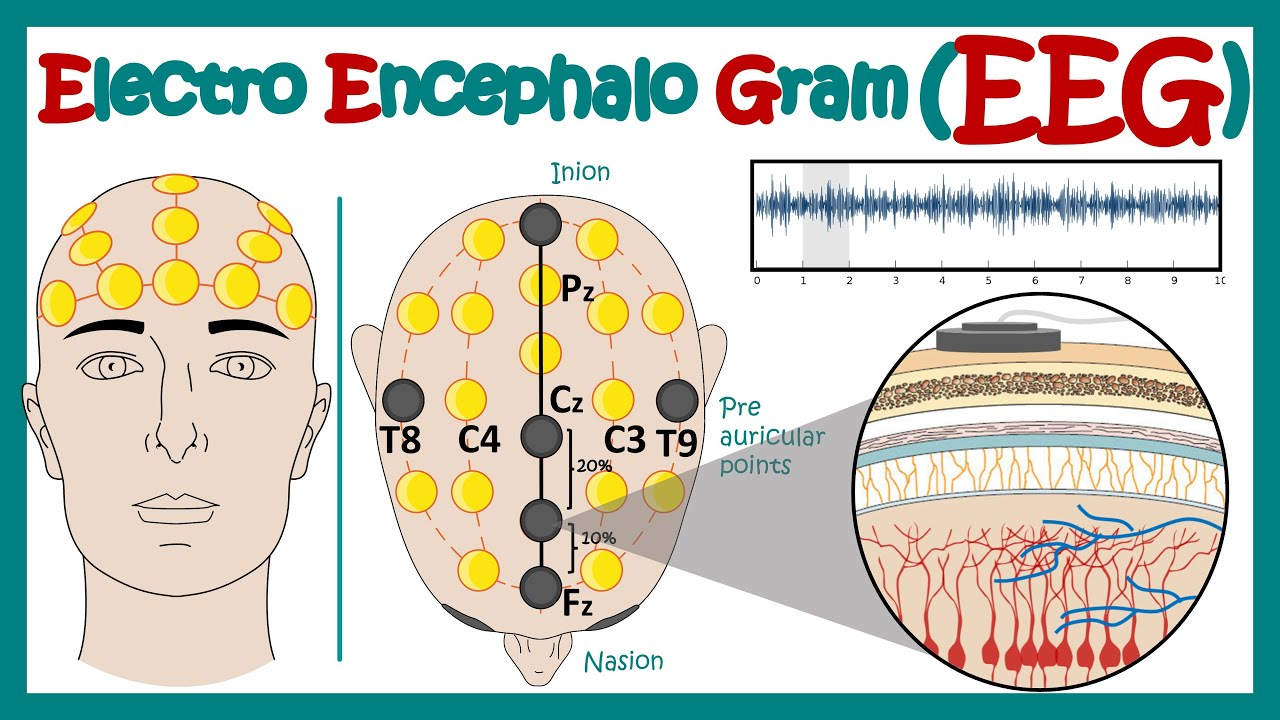 Electro Encephalo Gram (EEG)
Inion
0 1 2 3 4 5 6 7 8 9 10
Pz
Cz
T8 C4 C3 T9
Pre
auricular
points
20%
10%
Fz
Nasion